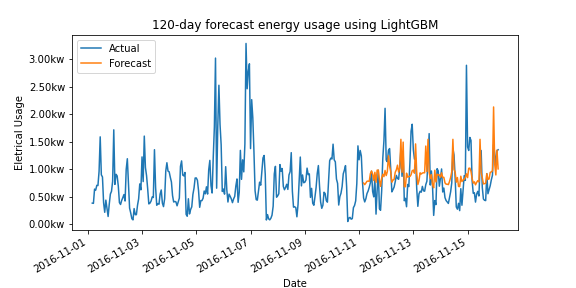 120-day forecast energy usage using LightGBM
Actual
Forecast
3.00kw
2.50kw
2.00kw
1.50kw
1.00kw
0.50kw
0.00kw
Eletrical Usage
2016-11-01
2016-11-03
2016-11-05
2016-11-07
2016-11-09
2016-11-11
2016-11-13
2016-11-15
Date